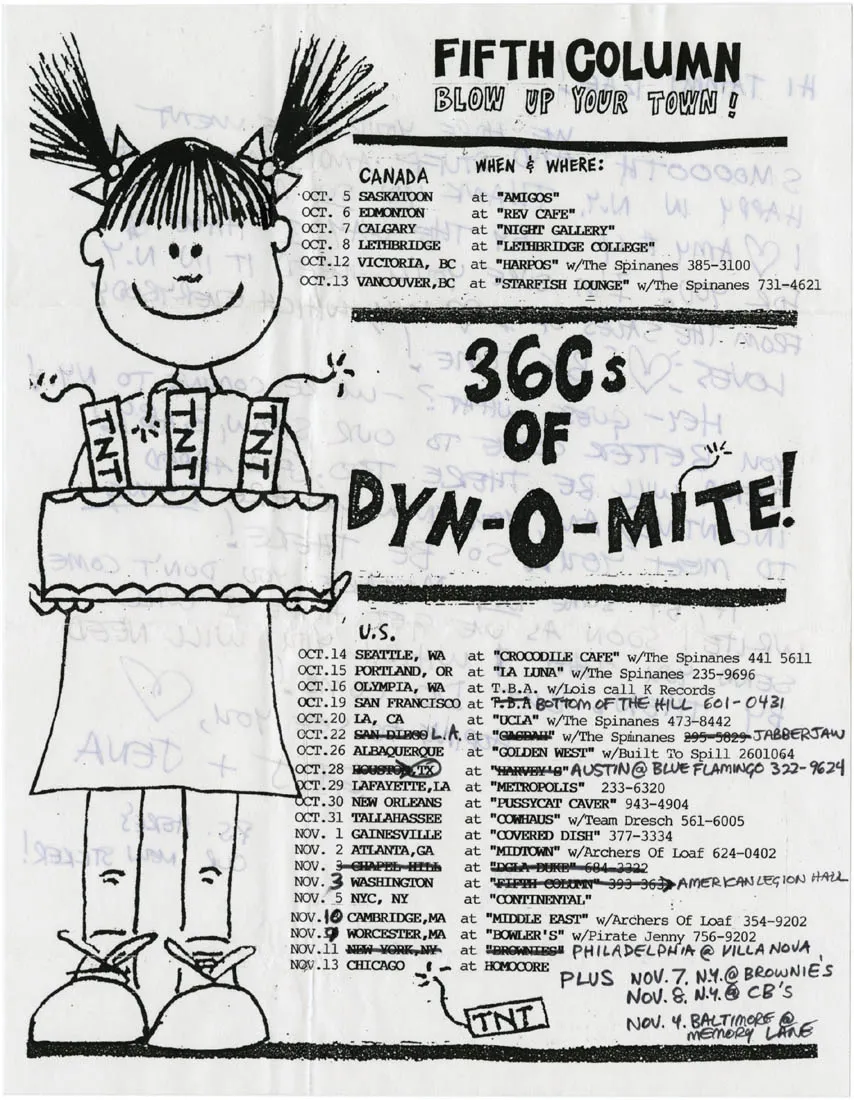 FIFTH COLUMN
BLOW UP YOUR TOWN!
CANADA WHEN & WHERE:
OCT. 5 SASKATOON at "AMIGOS"
OCT. 6 EDMONTON at "REV CAFE"
OCT. 7 CALGARY at "NIGHT GALLERY"
OCT. 8 LETHBRIDGE at "LETHBRIDGE COLLEGE"
OCT.12 VICTORIA, BC at "HARPOS" w/The Spinanes 385-3100
OCT.13 VANCOUVER,BC at "STARFISH LOUNGE" w/The Spinanes 731-4621
36Cs
OF
DYN-O-MITE!
TNT
TNT
TNT
U.S.
OCT.14 SEATTLE, WA at "CROCODILE CAFE" w/The Spinanes 441 5611
OCT.15 PORTLAND, OR at "LA LUNA" w/The Spinanes 235-9696
OCT.16 OLYMPIA, WA at T.B.A. w/Lois call K Records
OCT.19 SAN FRANCISCO at T.B.A BOTTOM OF THE HILL 601-0431
OCT.20 LA, CA at "UCLA" w/The Spinanes 473-8442
OCT.22 SAN DIEGO L.A. at w/The Spinanes 295-5829 JABBERJAW
OCT.26 ALBAQUERQUE at "GOLDEN WEST" w/Built To Spill 2601064
OCT.28 HOUSTON,TX at "HARVEY'S" AUSTIN @ BLUE FLAMINGO 322-9624
OCT.29 LAFAYETTE,LA at "METROPOLIS" 233-6320
OCT.30 NEW ORLEANS at "PUSSYCAT CAVER" 943-4904
OCT.31 TALLAHASSEE at "COWHAUS" w/Team Dresch 561-6005
NOV. 1 GAINESVILLE at "COVERED DISH" 377-3334
NOV. 2 ATLANTA,GA at "MIDTOWN" w/Archers Of Loaf 624-0402
NOV. 3 CHAPEL HILL at "DGLA DUKE" 684-3322
NOV. 3 WASHINGTON at "FIFTH COLUMN" 393-3632 AMERICAN LEGION HALL
NOV. 5 NYC, NY at "CONTINENTAL"
NOV. 10 CAMBRIDGE,MA at "MIDDLE EAST" w/Archers Of Loaf 354-9202
NOV. 9 WORCESTER,MA at "BOWLER'S" w/Pirate Jenny 756-9202
NOV.11 NEW YORK,NY at "BROWNIES" PHILADELPHIA @ VILLA NOVA
NOV.13 CHICAGO at HOMOCORE
PLUS NOV. 7. N.Y. @ BROWNIE'S
NOV. 8. N.Y. @ CB'S
NOV. 4. BALTIMORE @
MEMORY LANE
TNT